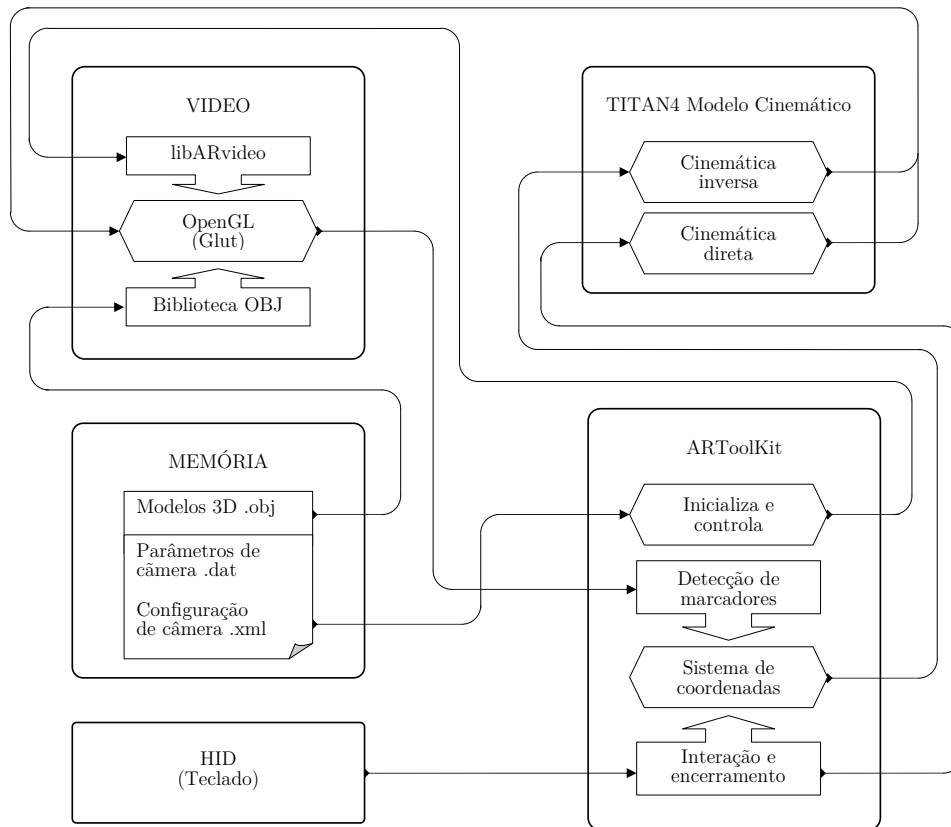 VIDEO
libARvideo
OpenGL
(Glut)
Biblioteca OBJ
TITAN4 Modelo Cinemático
Cinemática
inversa
Cinemática
direta
MEMÓRIA
Modelos 3D .obj
Parâmetros de
cãmera .dat
Configuração
de câmera .xml
HID
(Teclado)
ARToolKit
Inicializa e
controla
Detecção de
marcadores
Sistema de
coordenadas
Interação e
encerramento